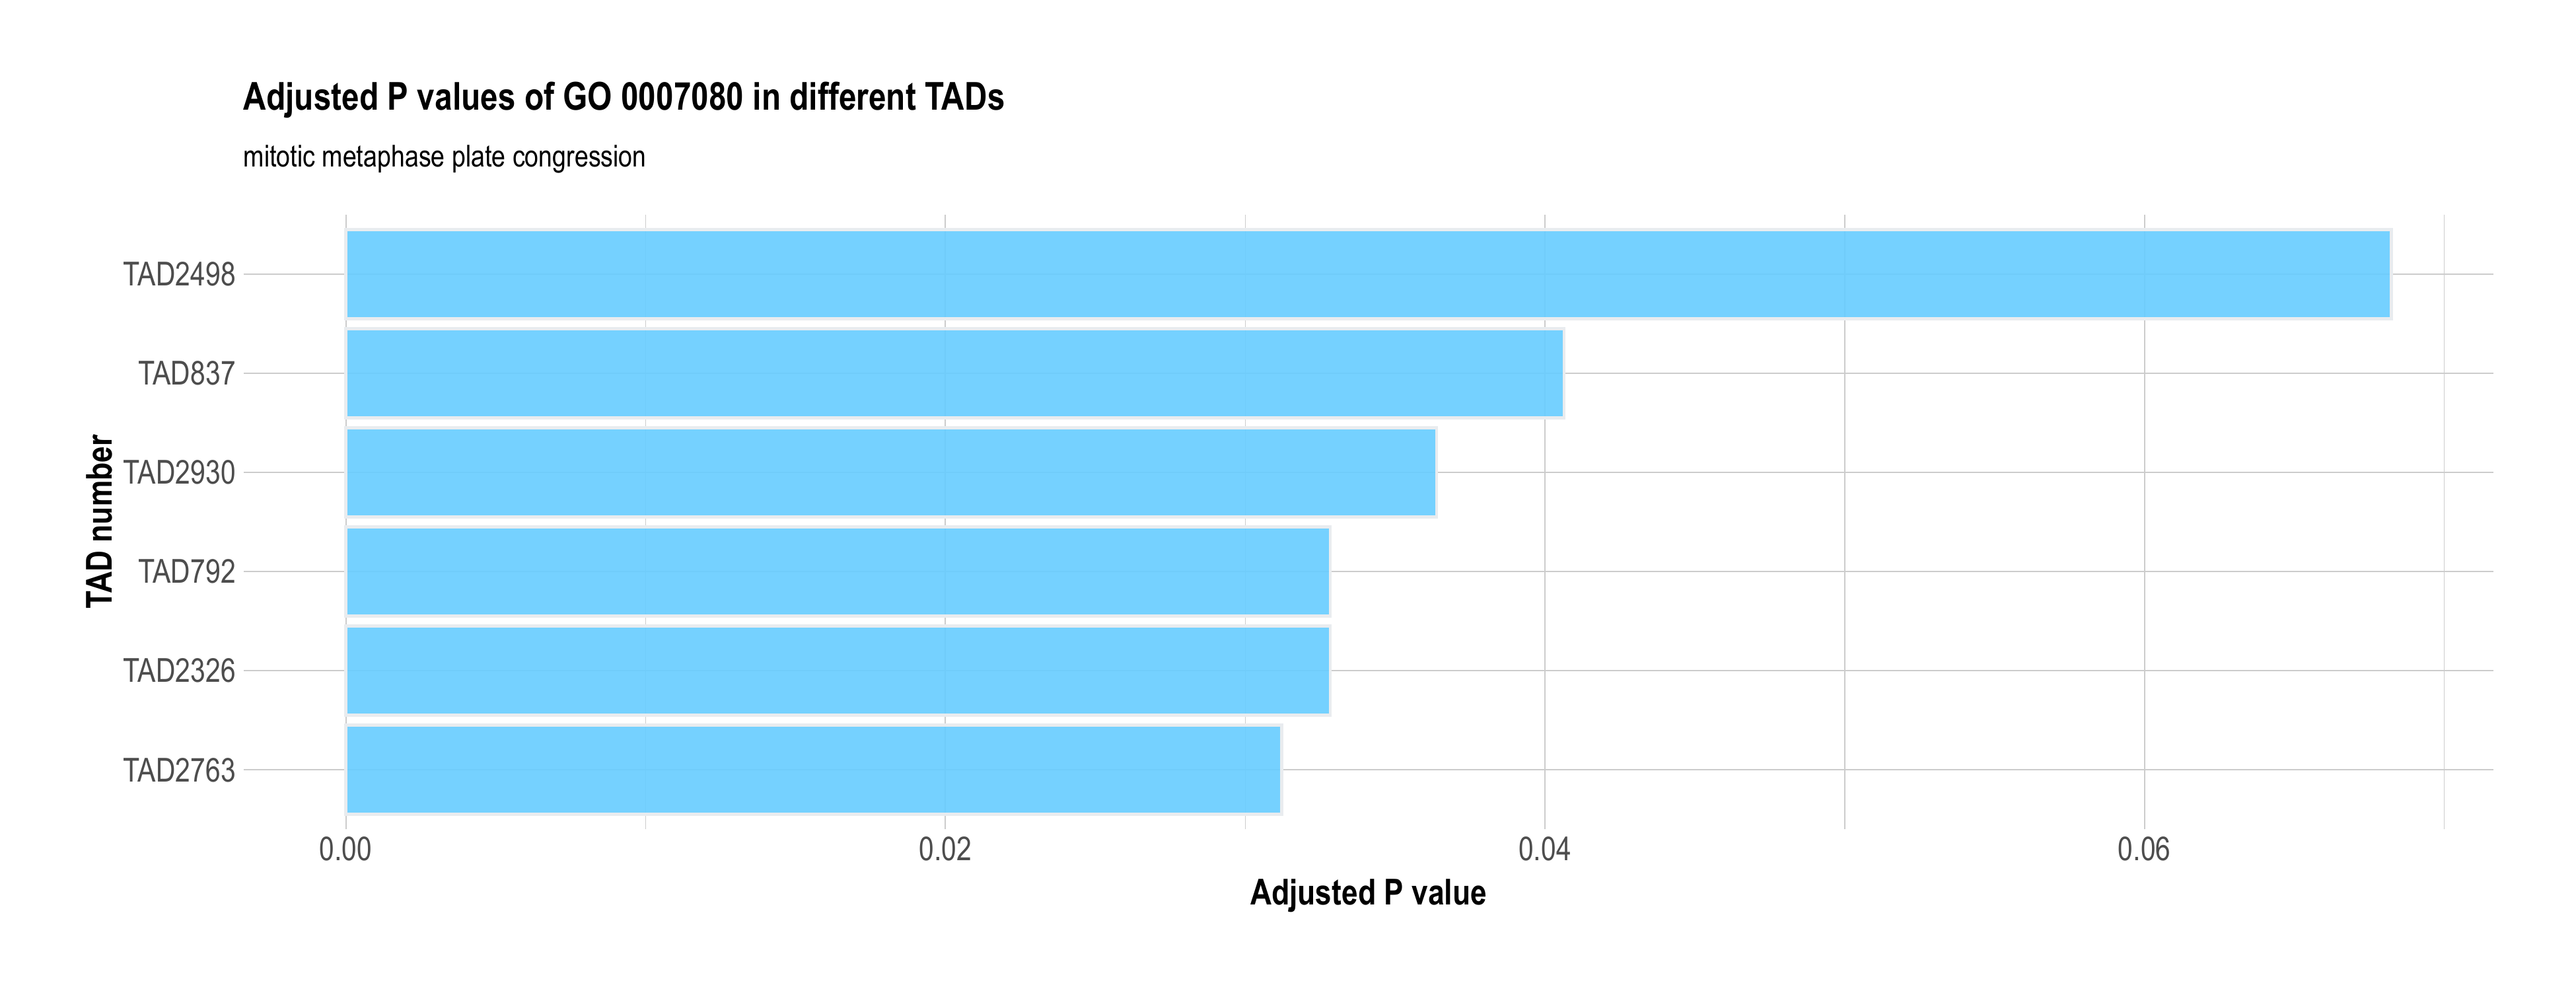 Adjusted P values of GO 0007080 in different TADs
mitotic metaphase plate congression
TAD number
TAD2498
TAD837
TAD2930
TAD792
TAD2326
TAD2763
0.00 0.02 0.04 0.06
Adjusted P value